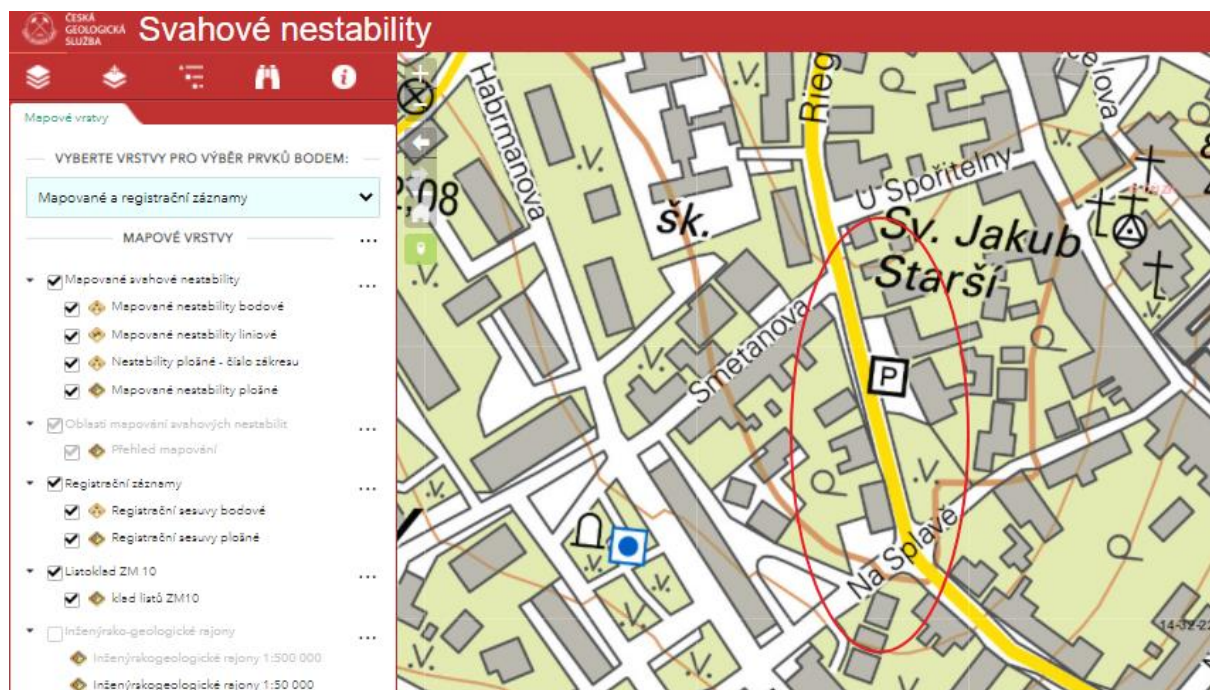 ČESKÁ
GEOLOGICKÁ
SLUŽBA
Svahové nestability
Mapové vrstvy
VYBERTE VRSTVY PRO VÝBĚR PRVKŮ BODEM:
Mapované a registrační záznamy
MAPOVÉ VRSTVY
Mapované svahové nestability
Mapované nestability bodové
Mapované nestability liniové
Nestability plošné - číslo zákresu
Mapované nestability plošné
Oblasti mapování svahových nestabilit
Přehled mapování
Registrační záznamy
Registrační sesuvy bodové
Registrační sesuvy plošné
Listoklad ZM 10
klad listů ZM10
Inženýrsko-geologické rajony
Inženýrskogeologické rajony 1:500 000
Inženýrskogeologické rajony 1:50 000
Habrmanova
Rieg
elova
U Spořitelny
šk.
Sv. Jakub
Starší
Smetanova
P
Na Splavě